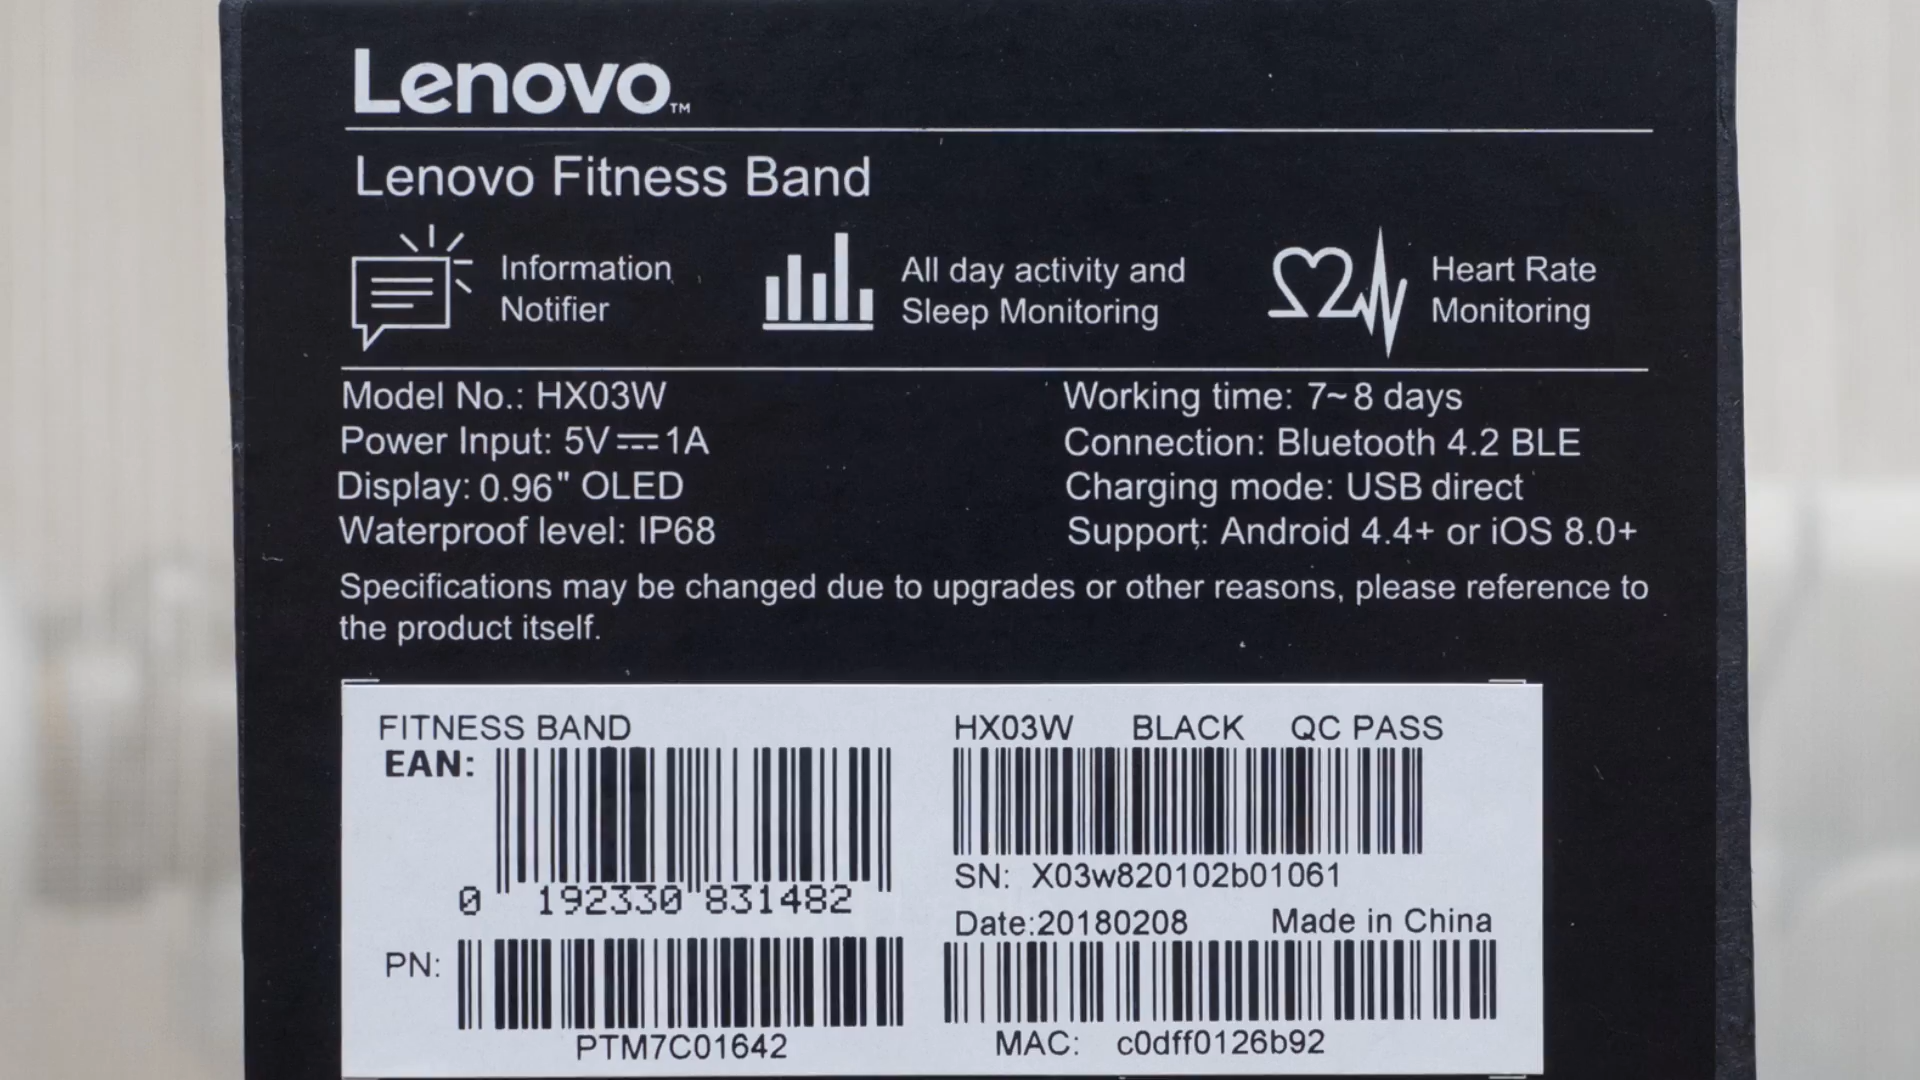 Lenovo™
Lenovo Fitness Band
Information
Notifier
All day activity and
Sleep Monitoring
Heart Rate
Monitoring
Model No.: HX03W
Power Input: 5V⎓1A
Display: 0.96" OLED
Waterproof level: IP68
Working time: 7~8 days
Connection: Bluetooth 4.2 BLE
Charging mode: USB direct
Support: Android 4.4+ or iOS 8.0+
Specifications may be changed due to upgrades or other reasons, please reference to
the product itself.
FITNESS BAND
EAN:
0 192330 831482
PN:
PTM7C01642
HX03W BLACK QC PASS
SN: X03w820102b01061
Date:20180208 Made in China
MAC: c0dff0126b92